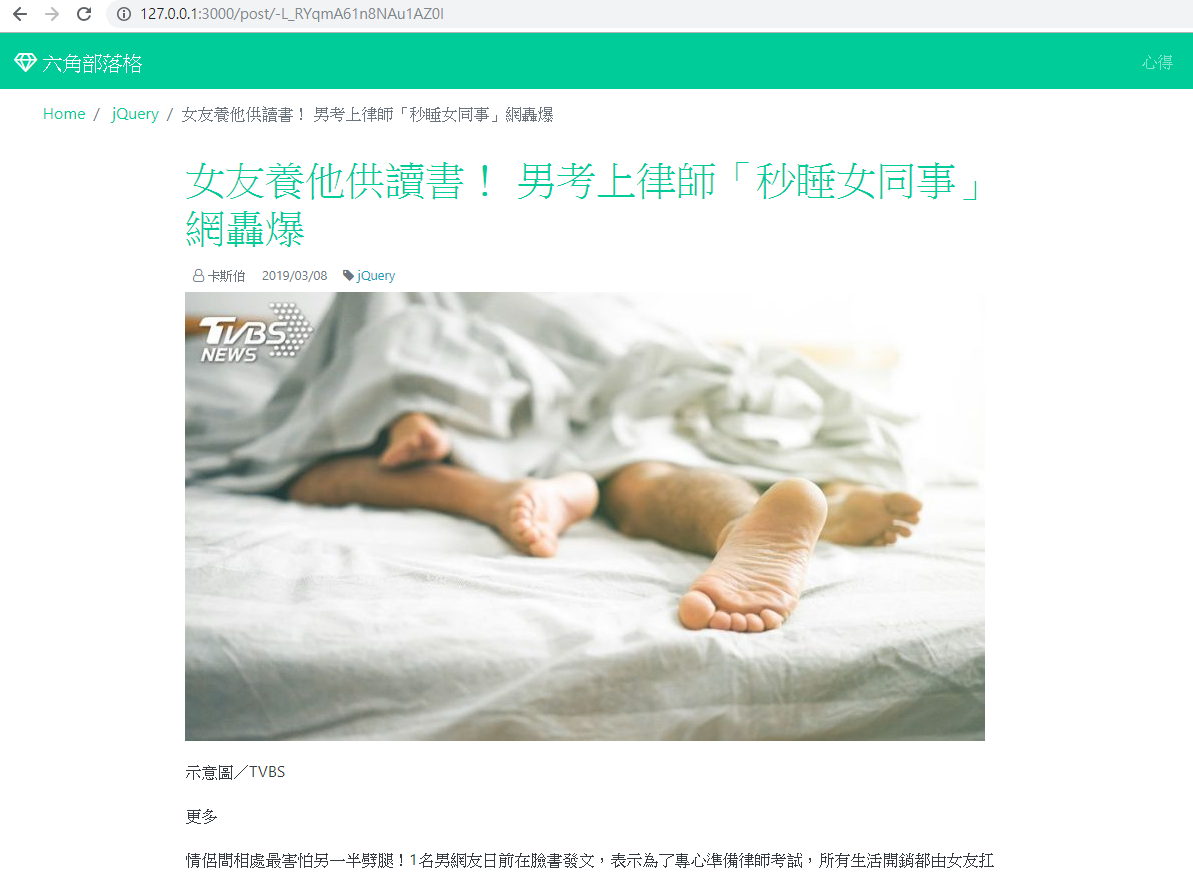 127.0.0.1:3000/post/-L_RYqmA61n8NAu1AZ0I
六角部落格
心得
Home / jQuery / 女友養他供讀書！ 男考上律師「秒睡女同事」網轟爆
女友養他供讀書！ 男考上律師「秒睡女同事」
網轟爆
卡斯伯 2019/03/08 jQuery
TVBS
NEWS
示意圖／TVBS
更多
情侶間相處最害怕另一半劈腿！1名男網友日前在臉書發文，表示為了專心準備律師考試，所有生活開銷都由女友扛